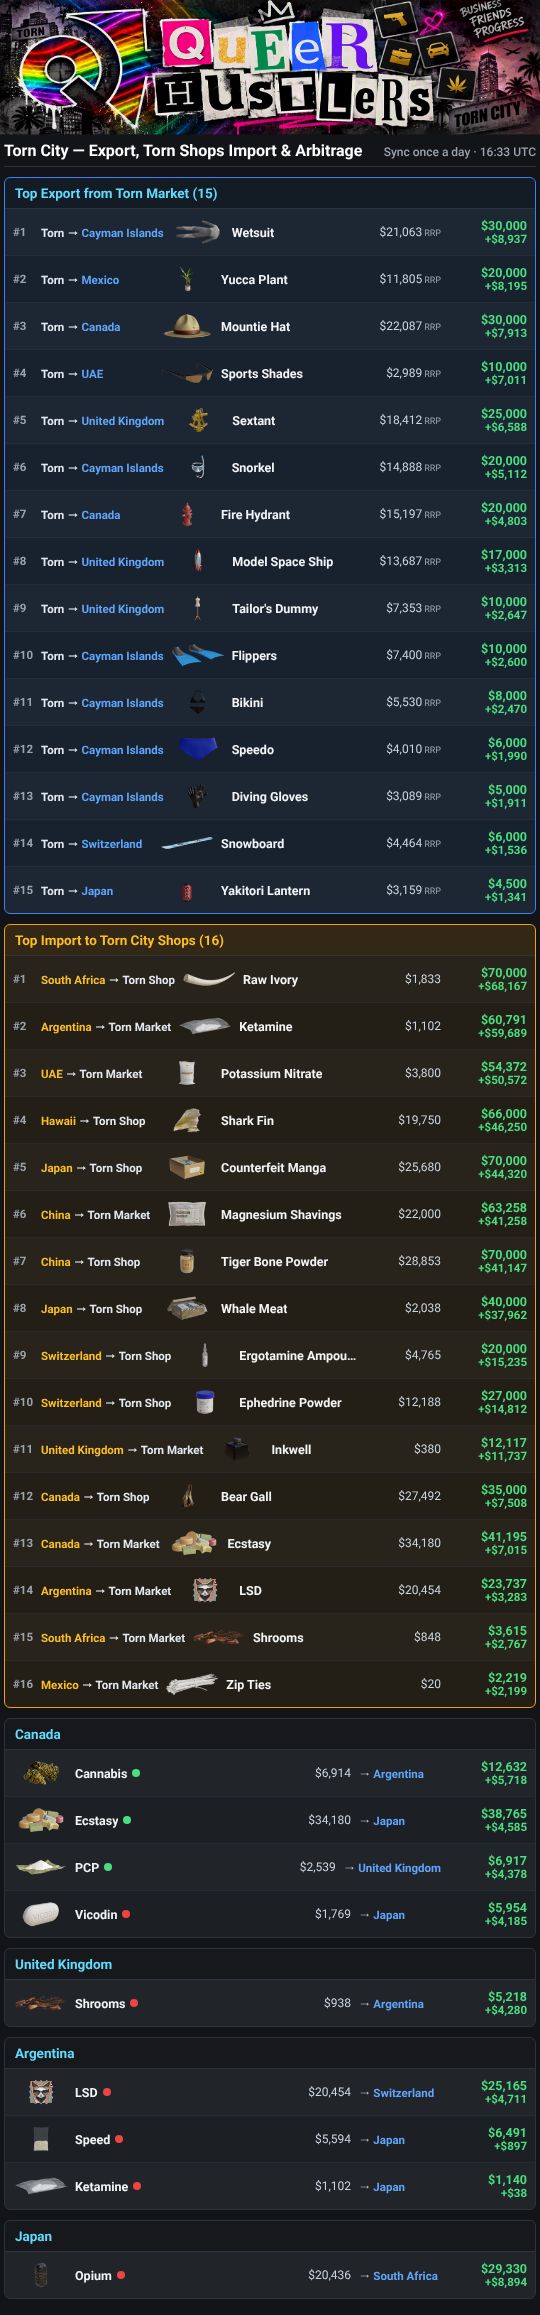 TORN
QUEER
HUSTLERS
BUSINESS
FRIENDS
PROGRESS
TORN CITY
Torn City — Export, Torn Shops Import & Arbitrage Sync once a day · 16:33 UTC
Top Export from Torn Market (15)
#1 Torn → Cayman Islands Wetsuit $21,063 RRP $30,000
+$8,937
#2 Torn → Mexico Yucca Plant $11,805 RRP $20,000
+$8,195
#3 Torn → Canada Mountie Hat $22,087 RRP $30,000
+$7,913
#4 Torn → UAE Sports Shades $2,989 RRP $10,000
+$7,011
#5 Torn → United Kingdom Sextant $18,412 RRP $25,000
+$6,588
#6 Torn → Cayman Islands Snorkel $14,888 RRP $20,000
+$5,112
#7 Torn → Canada Fire Hydrant $15,197 RRP $20,000
+$4,803
#8 Torn → United Kingdom Model Space Ship $13,687 RRP $17,000
+$3,313
#9 Torn → United Kingdom Tailor's Dummy $7,353 RRP $10,000
+$2,647
#10 Torn → Cayman Islands Flippers $7,400 RRP $10,000
+$2,600
#11 Torn → Cayman Islands Bikini $5,530 RRP $8,000
+$2,470
#12 Torn → Cayman Islands Speedo $4,010 RRP $6,000
+$1,990
#13 Torn → Cayman Islands Diving Gloves $3,089 RRP $5,000
+$1,911
#14 Torn → Switzerland Snowboard $4,464 RRP $6,000
+$1,536
#15 Torn → Japan Yakitori Lantern $3,159 RRP $4,500
+$1,341
Top Import to Torn City Shops (16)
#1 South Africa → Torn Shop Raw Ivory $1,833 $70,000
+$68,167
#2 Argentina → Torn Market Ketamine $1,102 $60,791
+$59,689
#3 UAE → Torn Market Potassium Nitrate $3,800 $54,372
+$50,572
#4 Hawaii → Torn Shop Shark Fin $19,750 $66,000
+$46,250
#5 Japan → Torn Shop Counterfeit Manga $25,680 $70,000
+$44,320
#6 China → Torn Market Magnesium Shavings $22,000 $63,258
+$41,258
#7 China → Torn Shop Tiger Bone Powder $28,853 $70,000
+$41,147
#8 Japan → Torn Shop Whale Meat $2,038 $40,000
+$37,962
#9 Switzerland → Torn Shop Ergotamine Ampou... $4,765 $20,000
+$15,235
#10 Switzerland → Torn Shop Ephedrine Powder $12,188 $27,000
+$14,812
#11 United Kingdom → Torn Market Inkwell $380 $12,117
+$11,737
#12 Canada → Torn Shop Bear Gall $27,492 $35,000
+$7,508
#13 Canada → Torn Market Ecstasy $34,180 $41,195
+$7,015
#14 Argentina → Torn Market LSD $20,454 $23,737
+$3,283
#15 South Africa → Torn Market Shrooms $848 $3,615
+$2,767
#16 Mexico → Torn Market Zip Ties $20 $2,219
+$2,199
Canada
Cannabis $6,914 → Argentina $12,632
+$5,718
Ecstasy $34,180 → Japan $38,765
+$4,585
PCP $2,539 → United Kingdom $6,917
+$4,378
Vicodin $1,769 → Japan $5,954
+$4,185
United Kingdom
Shrooms $938 → Argentina $5,218
+$4,280
Argentina
LSD $20,454 → Switzerland $25,165
+$4,711
Speed $5,594 → Japan $6,491
+$897
Ketamine $1,102 → Japan $1,140
+$38
Japan
Opium $20,436 → South Africa $29,330
+$8,894